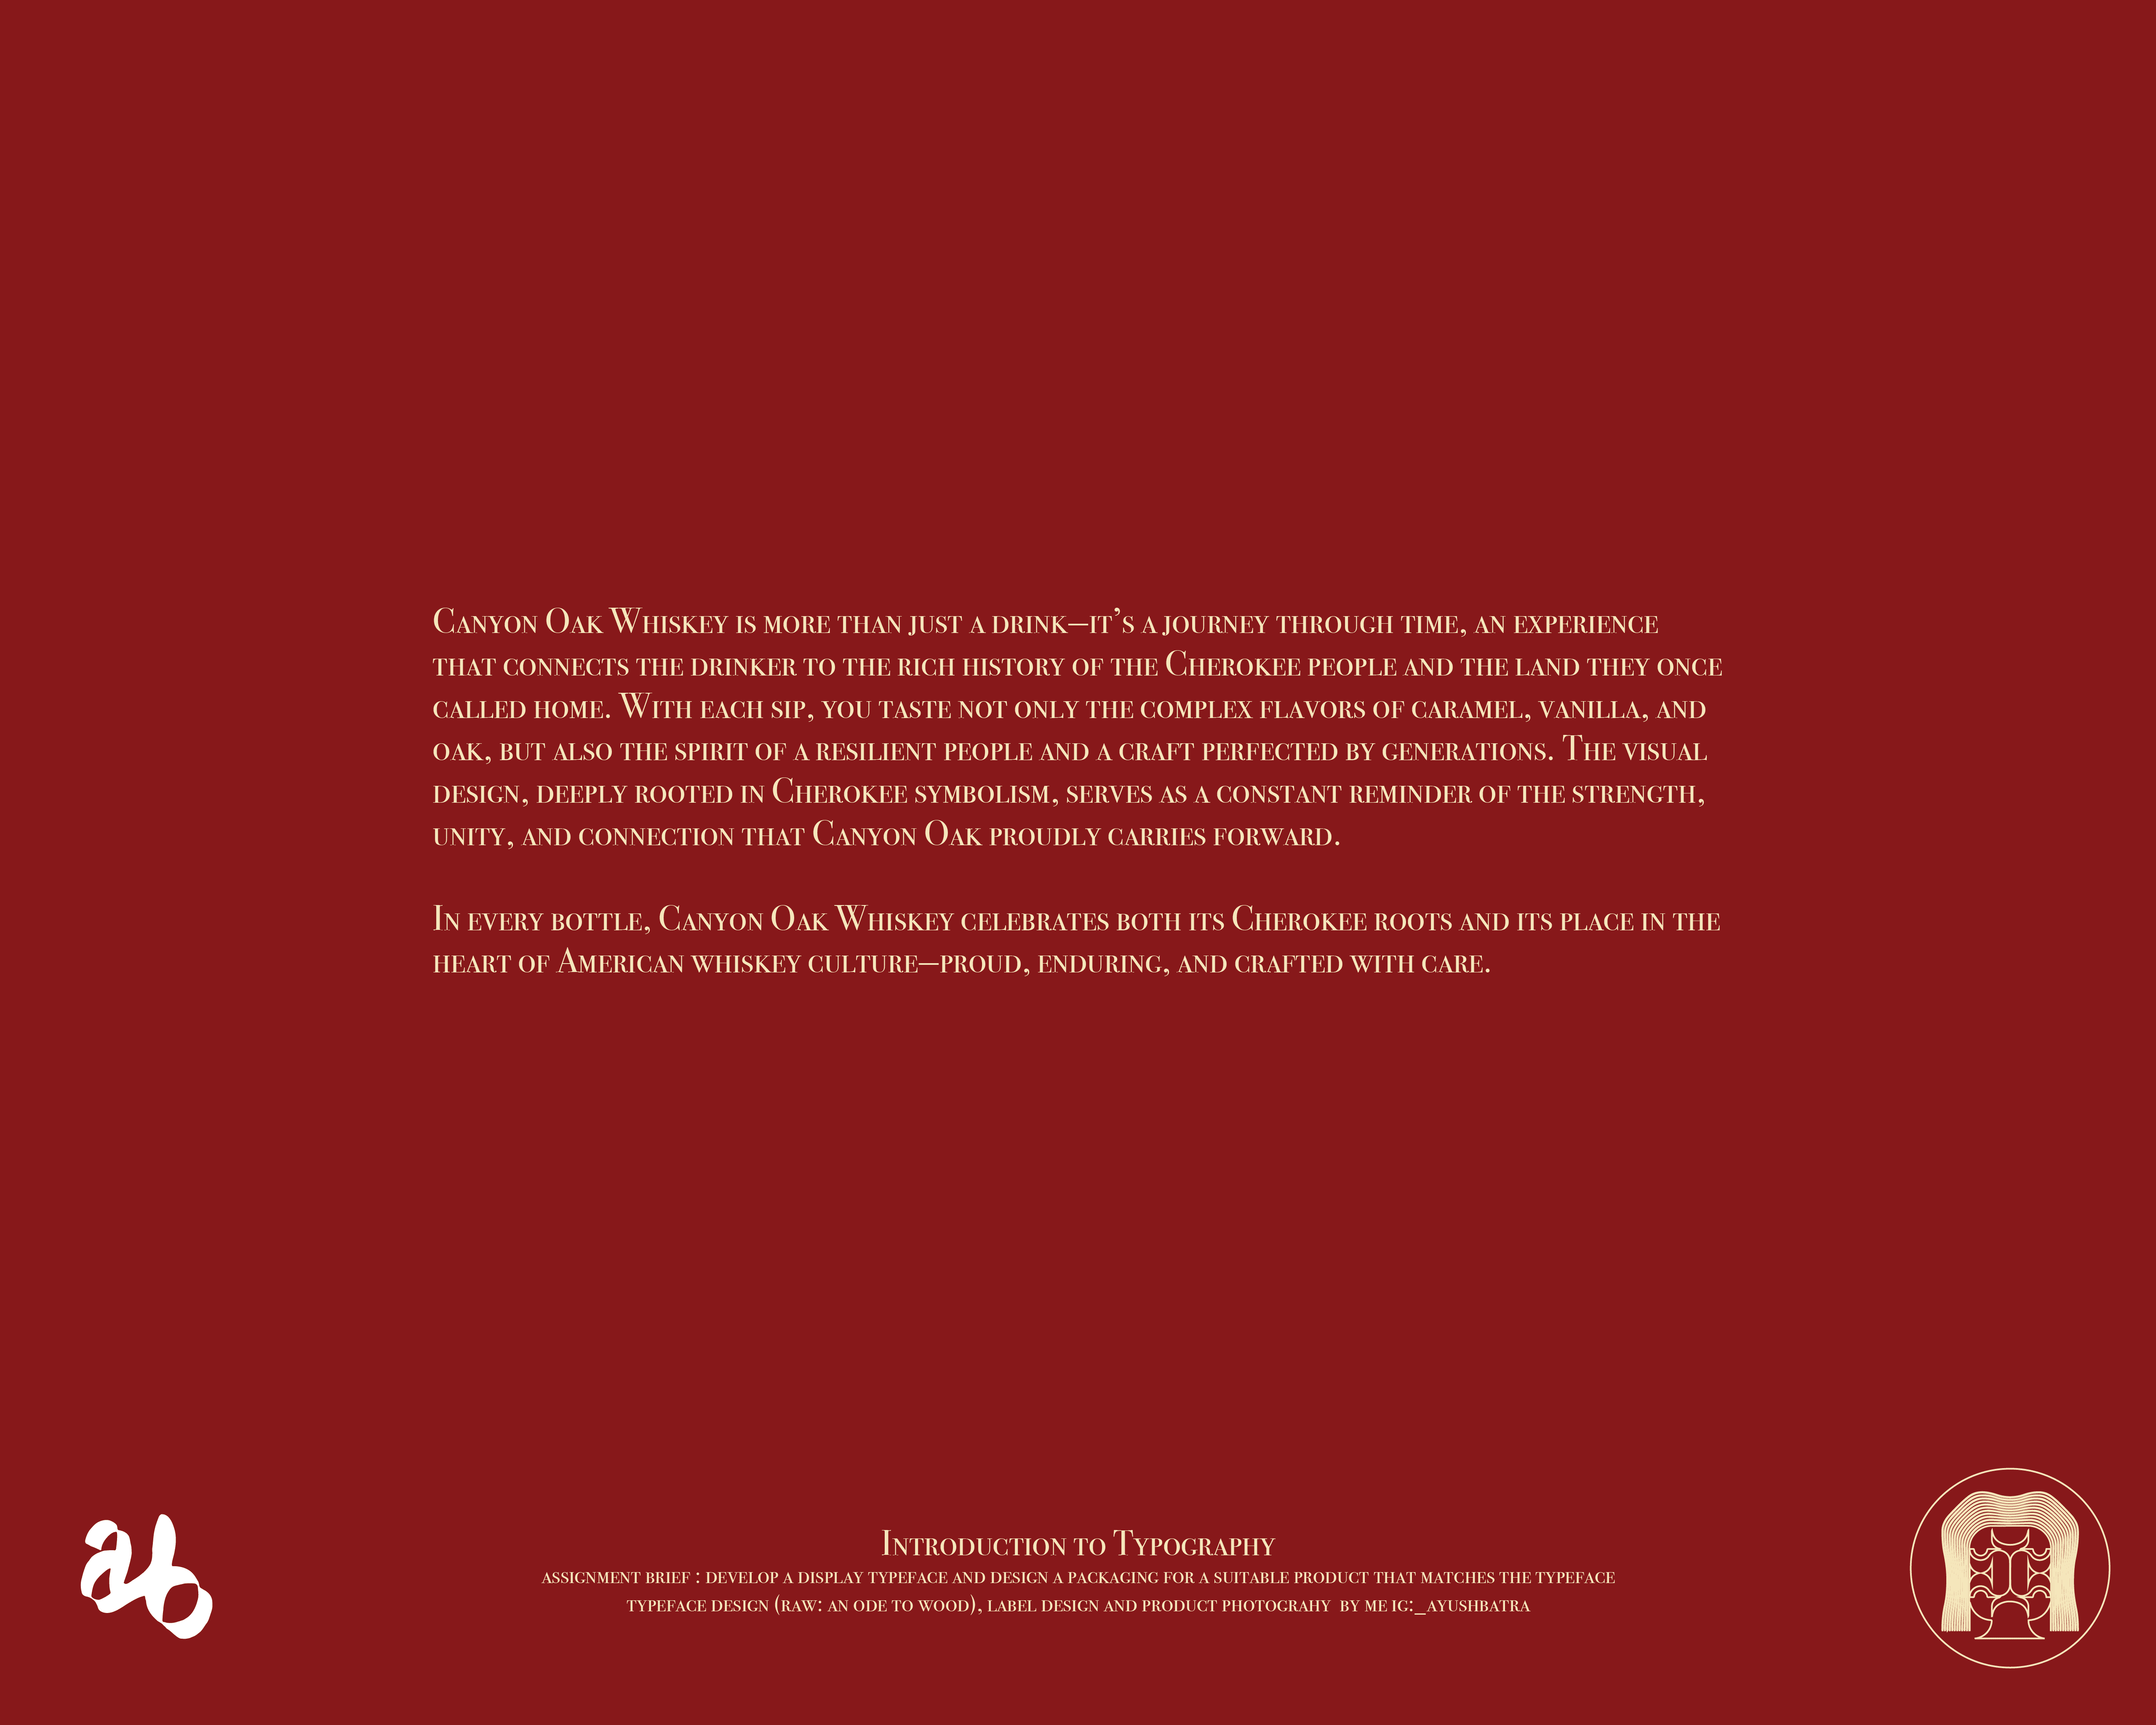 Canyon Oak Whiskey is more than just a drink—it's a journey through time, an experience
that connects the drinker to the rich history of the Cherokee people and the land they once
called home. With each sip, you taste not only the complex flavors of caramel, vanilla, and
oak, but also the spirit of a resilient people and a craft perfected by generations. The visual
design, deeply rooted in Cherokee symbolism, serves as a constant reminder of the strength,
unity, and connection that Canyon Oak proudly carries forward.
In every bottle, Canyon Oak Whiskey celebrates both its Cherokee roots and its place in the
heart of American whiskey culture—proud, enduring, and crafted with care.
ab
Introduction to Typography
assignment brief : develop a display typeface and design a packaging for a suitable product that matches the typeface
typeface design (raw: an ode to wood), label design and product photograhy by me ig:_ayushbatra